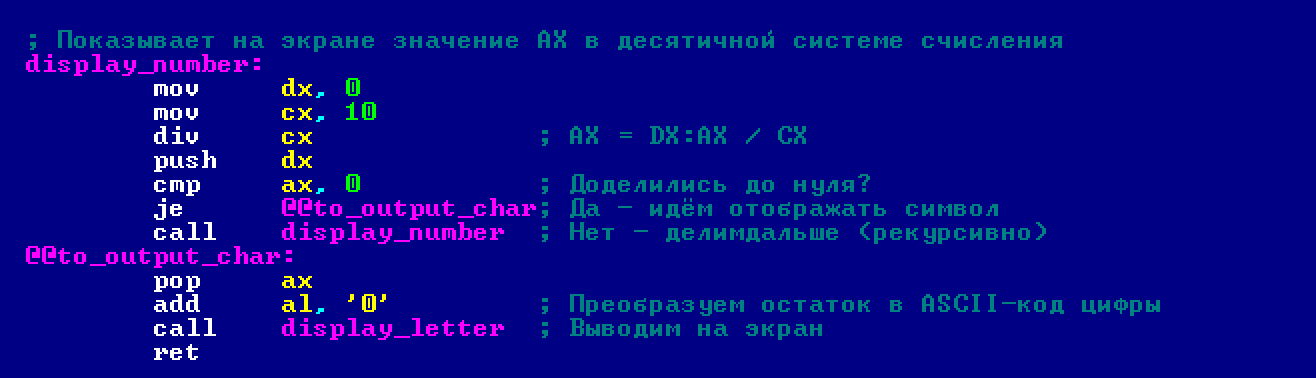 ; Показывает на экране значение AX в десятичной системе счисления
display_number:
mov dx, 0
mov cx, 10
div cx ; AX = DX:AX / CX
push dx
cmp ax, 0 ; Доделились до нуля?
je @@to_output_char; Да - идём отображать символ
call display_number ; Нет - делимдальше (рекурсивно)
@@to_output_char:
pop ax
add al, '0' ; Преобразуем остаток в ASCII-код цифры
call display_letter ; Выводим на экран
ret